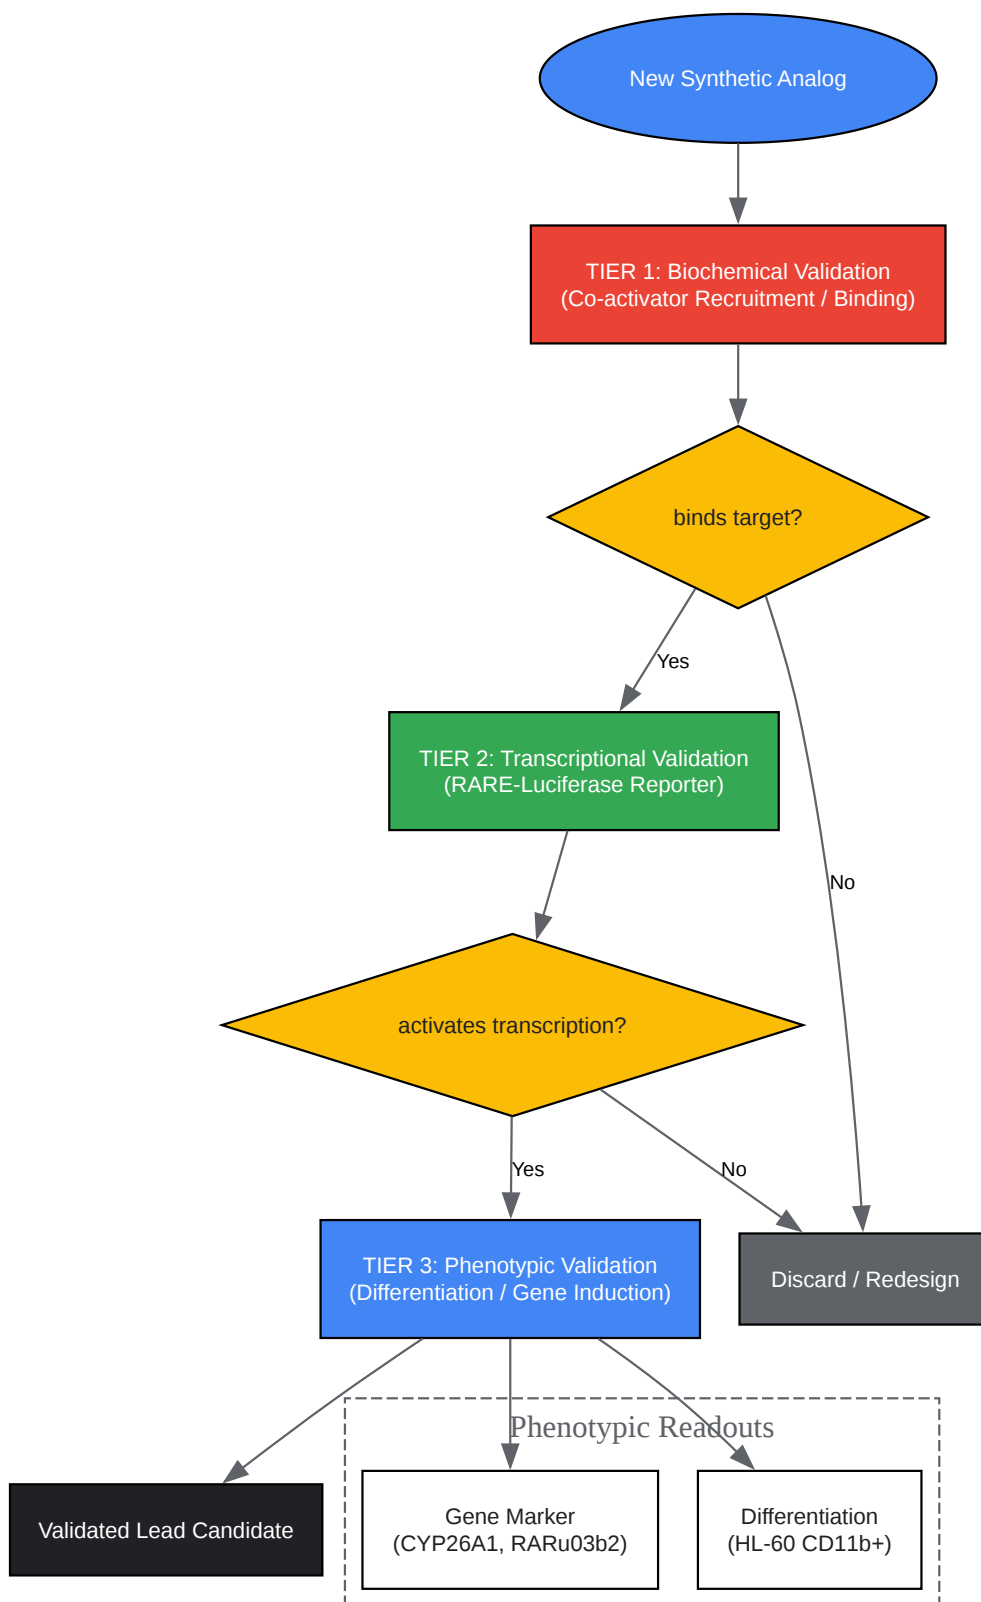 New Synthetic Analog
TIER 1: Biochemical Validation
(Co-activator Recruitment / Binding)
binds target?
Yes
TIER 2: Transcriptional Validation
(RARE-Luciferase Reporter)
No
activates transcription?
Yes
No
TIER 3: Phenotypic Validation
(Differentiation / Gene Induction)
Discard / Redesign
Phenotypic Readouts
Validated Lead Candidate
Gene Marker
(CYP26A1, RARu03b2)
Differentiation
(HL-60 CD11b+)